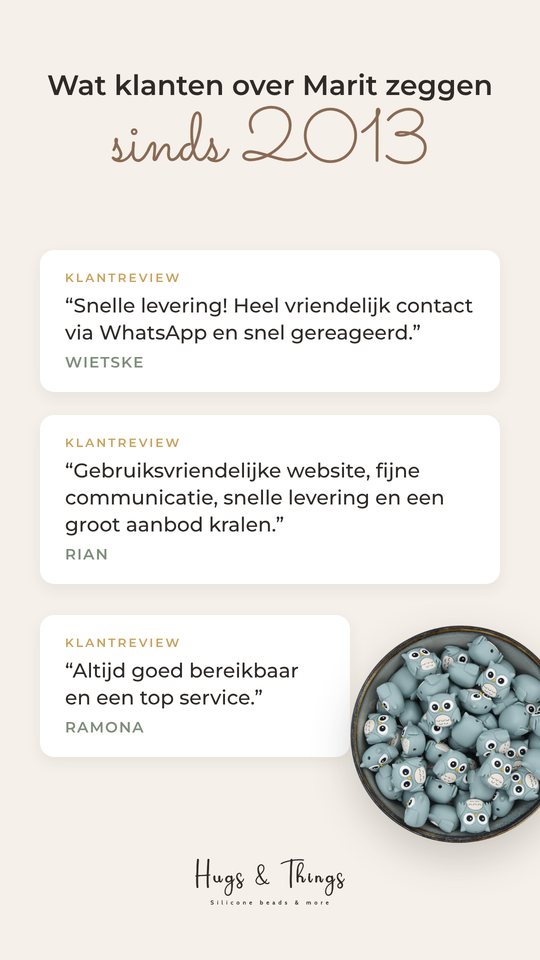 Wat klanten over Marit zeggen
sinds 2013
KLANTREVIEW
“Snelle levering! Heel vriendelijk contact
via WhatsApp en snel gereageerd.”
WIETSKE
KLANTREVIEW
“Gebruiksvriendelijke website, fijne
communicatie, snelle levering en een
groot aanbod kralen.”
RIAN
KLANTREVIEW
“Altijd goed bereikbaar
en een top service.”
RAMONA
Hugs & Things
Silicone beads & more